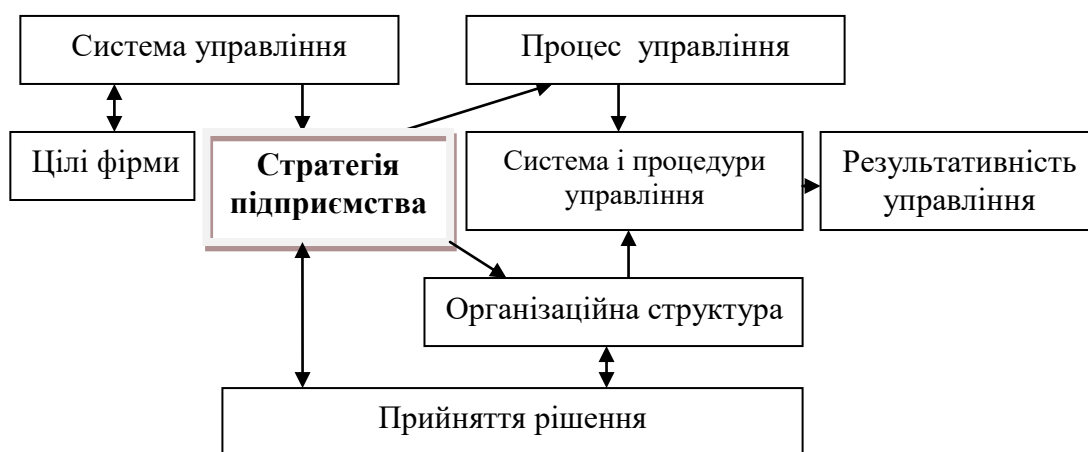 Система управління
Процес управління
Цілі фірми
Стратегія
підприємства
Система і процедури
управління
Результативність
управління
Організаційна структура
Прийняття рішення